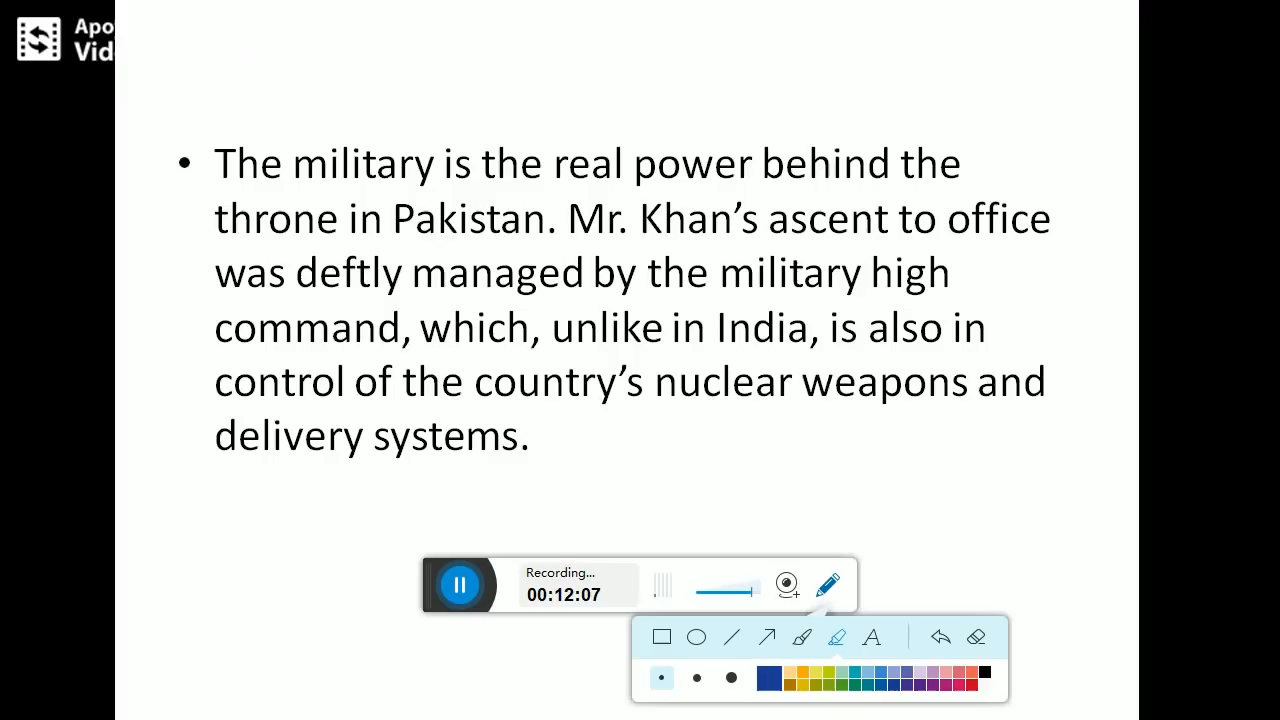 Apo
Vid
• The military is the real power behind the
throne in Pakistan. Mr. Khan’s ascent to office
was deftly managed by the military high
command, which, unlike in India, is also in
control of the country’s nuclear weapons and
delivery systems.
Recording...
00:12:07
A